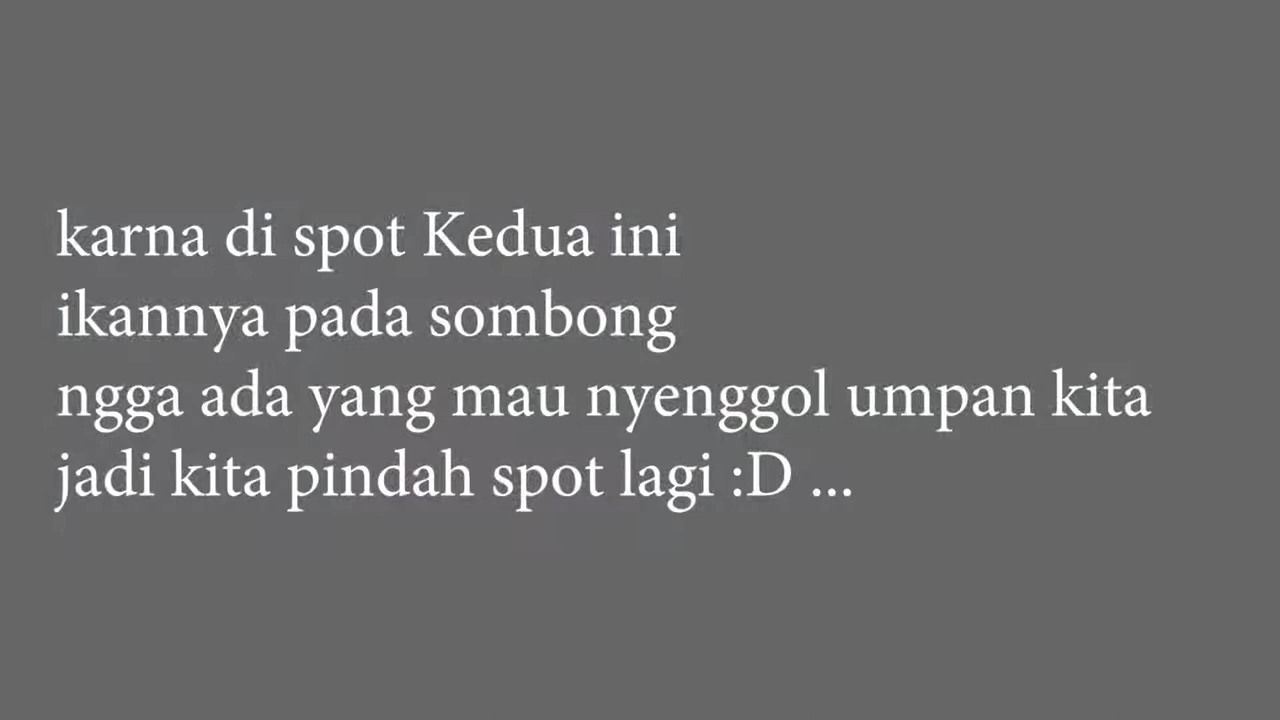 karna di spot Kedua ini
ikannya pada sombong
ngga ada yang mau nyenggol umpan kita
jadi kita pindah spot lagi :D ...